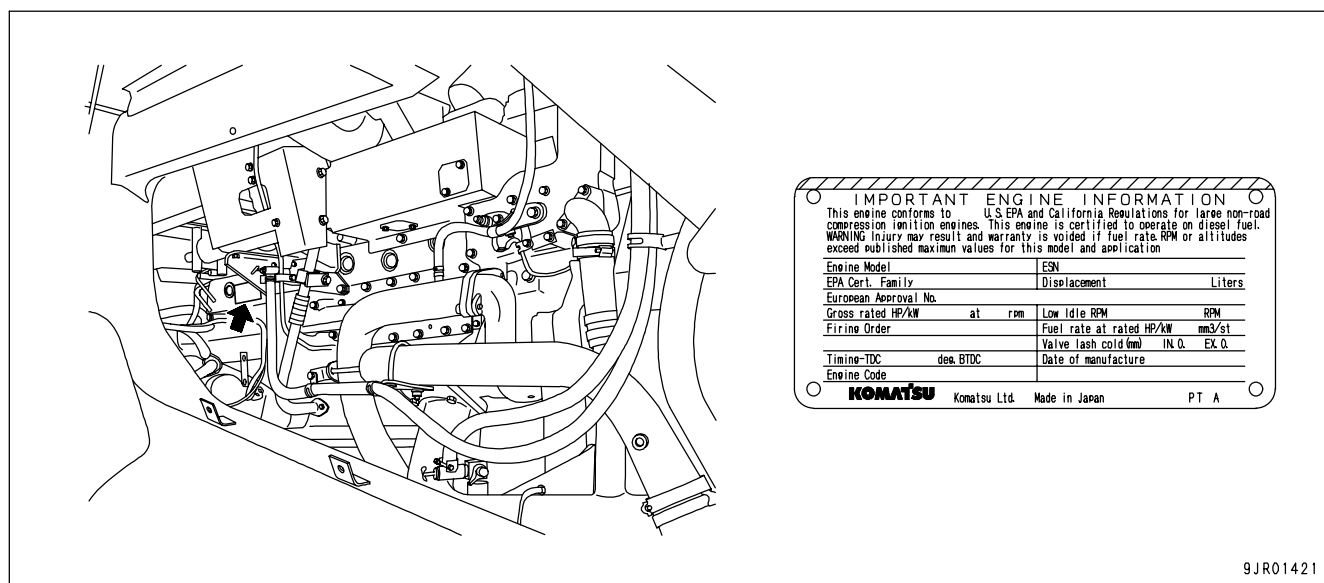 IMPORTANT ENGINE INFORMATION
This engine conforms to U.S. EPA and California Regulations for large non-road
compression ignition engines. This engine is certified to operate on diesel fuel.
WARNING Injury may result and warranty is voided if fuel rate. RPM or altitudes
exceed published maximun values for this model and application
Engine Model ESN
EPA Cert. Family Displacement Liters
European Approval No.
Gross rated HP/kW at rpm Low Idle RPM RPM
Firing Order Fuel rate at rated HP/kW mm3/st
Valve lash cold (mm) IN. O. EX. O.
Timing-TDC deg. BTDC Date of manufacture
Engine Code
KOMATSU Komatsu Ltd. Made in Japan PT A
9JR01421